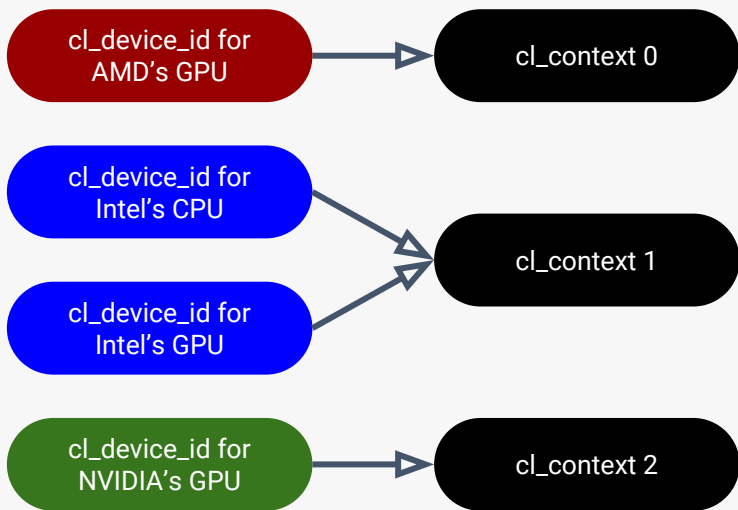 cl_device_id for
AMD’s GPU
cl_context 0
cl_device_id for
Intel’s CPU
cl_context 1
cl_device_id for
Intel’s GPU
cl_device_id for
NVIDIA’s GPU
cl_context 2